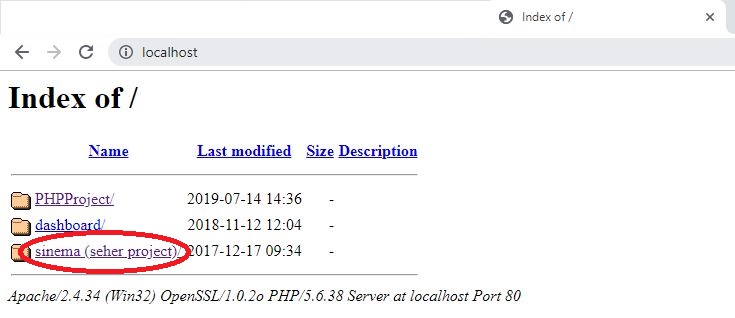 Index of /
localhost
Index of /
Name Last modified Size Description
PHPProject/ 2019-07-14 14:36 -
dashboard/ 2018-11-12 12:04 -
sinema (seher project)/ 2017-12-17 09:34 -
Apache/2.4.34 (Win32) OpenSSL/1.0.2o PHP/5.6.38 Server at localhost Port 80